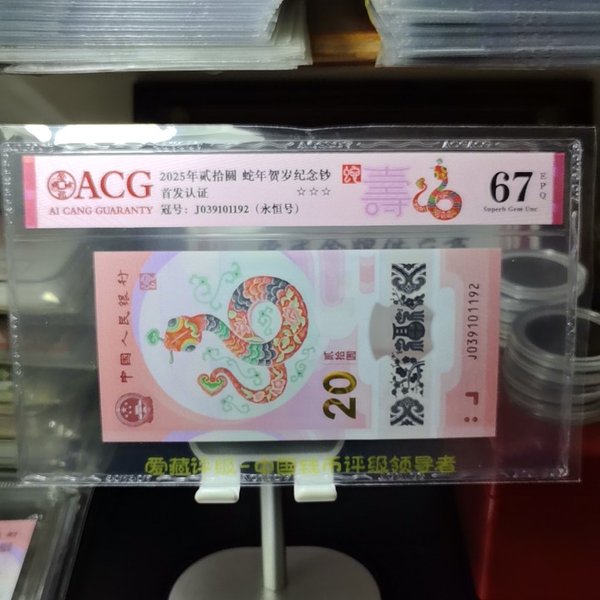 ACG
AI CANG GUARANTY
2025年贰拾圆 蛇年贺岁纪念钞
首发认证 ☆☆☆
冠号：J039101192（永恒号）
壽
67
EPQ
Superb Gem Unc
中国人民银行
贰拾圆
20
J039101192
爱藏评级-中国钱币评级领导者